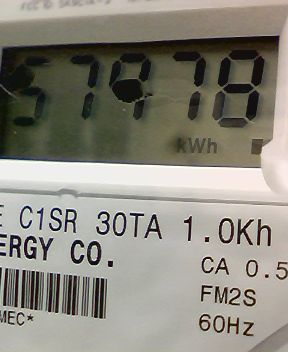 57978
kWh
E C1SR 30TA 1.0Kh
ERGY CO.
CA 0.5
FM2S
MEC*
60Hz